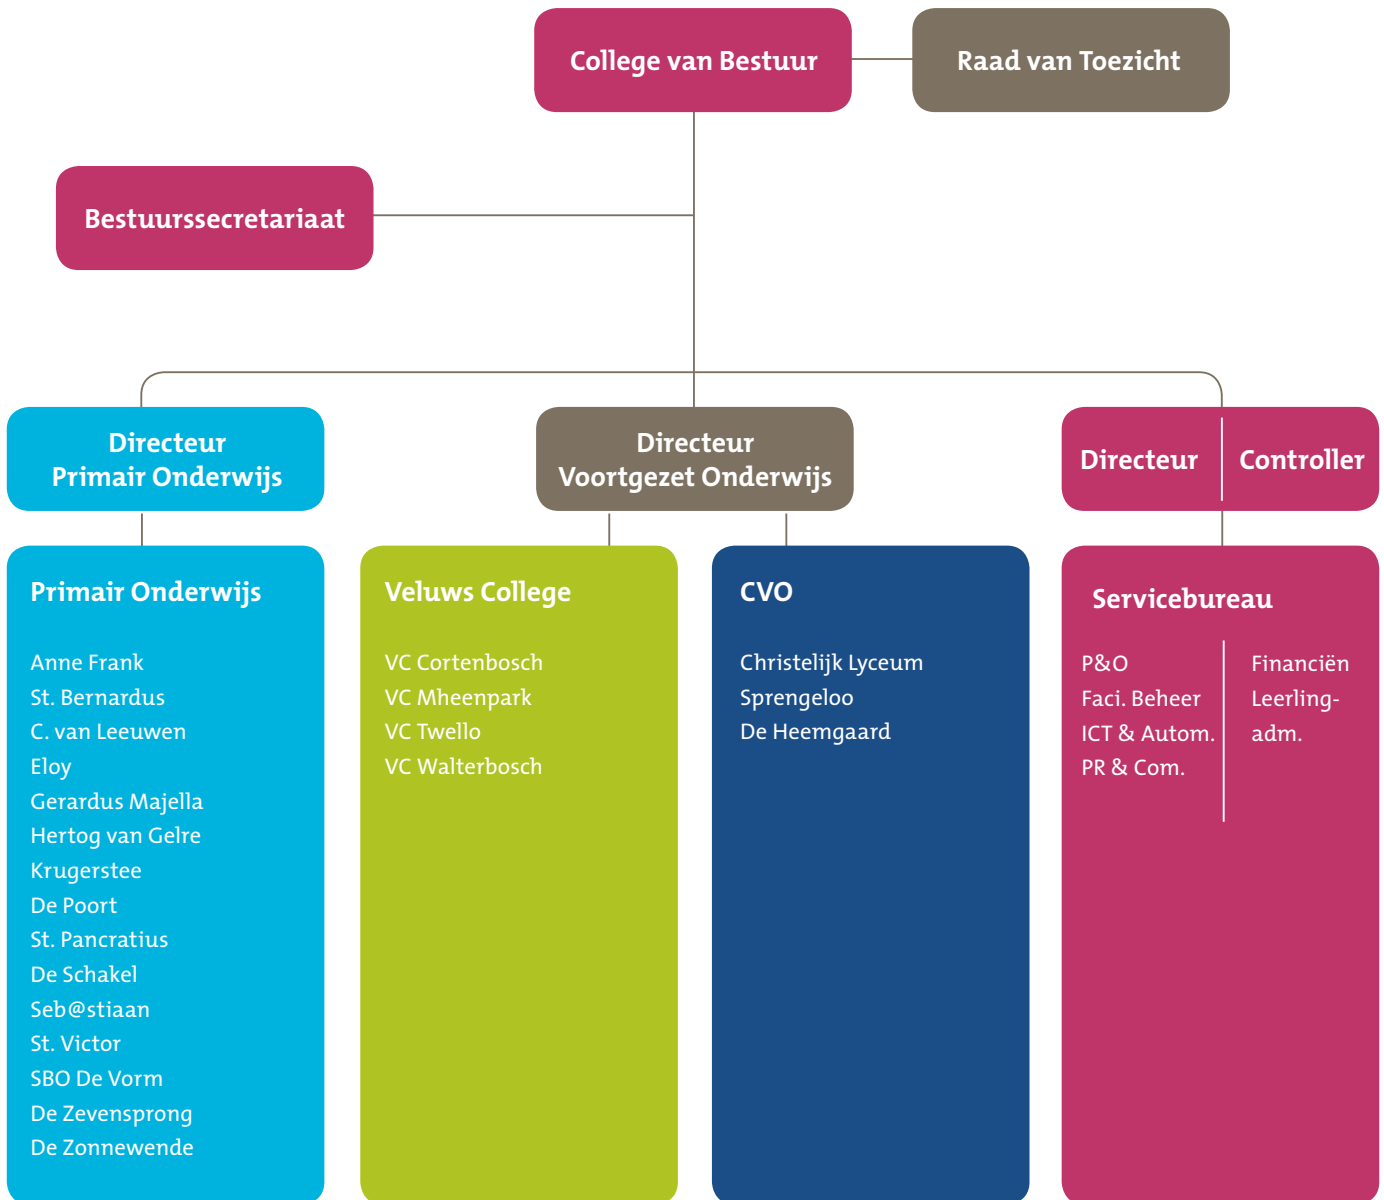 College van Bestuur
Raad van Toezicht
Bestuurssecretariaat
Directeur
Primair Onderwijs
Directeur
Voortgezet Onderwijs
Directeur
Controller
Primair Onderwijs
Anne Frank
St. Bernardus
C. van Leeuwen
Eloy
Gerardus Majella
Hertog van Gelre
Krugerstee
De Poort
St. Pancratius
De Schakel
Seb@stiaan
St. Victor
SBO De Vorm
De Zevensprong
De Zonnewende
Veluws College
VC Cortenbosch
VC Mheenpark
VC Twello
VC Walterbosch
CVO
Christelijk Lyceum
Sprengeloo
De Heemgaard
Servicebureau
P&O
Faci. Beheer
ICT & Autom.
PR & Com.
Financiën
Leerling-
adm.